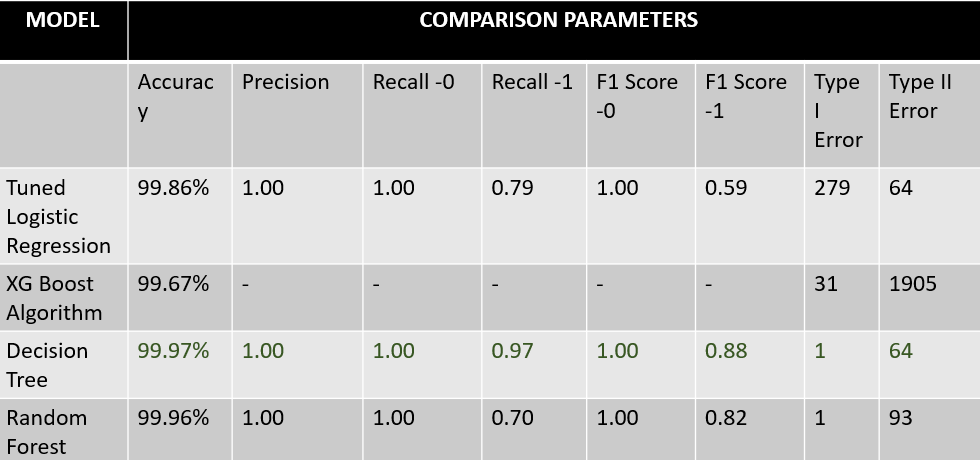 MODEL COMPARISON PARAMETERS
Accurac Precision Recall -0 Recall -1 F1 Score F1 Score Type Type II
y -0 -1 I Error
Error
Tuned 99.86% 1.00 1.00 0.79 1.00 0.59 279 64
Logistic
Regression
XG Boost 99.67% - - - - - 31 1905
Algorithm
Decision 99.97% 1.00 1.00 0.97 1.00 0.88 1 64
Tree
Random 99.96% 1.00 1.00 0.70 1.00 0.82 1 93
Forest